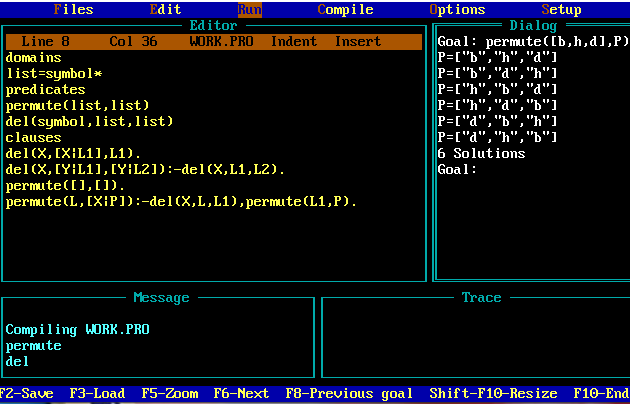 Files Edit Run Compile Options Setup
Editor
Line 8 Col 36 WORK.PRO Indent Insert
domains
list=symbol*
predicates
permute(list,list)
del(symbol,list,list)
clauses
del(X,[X|L1],L1).
del(X,[Y|L1],[Y|L2]):-del(X,L1,L2).
permute([],[]).
permute(L,[X|P]):-del(X,L,L1),permute(L1,P).
Dialog
Goal: permute([b,h,d],P)
P=["b","h","d"]
P=["b","d","h"]
P=["h","b","d"]
P=["h","d","b"]
P=["d","b","h"]
P=["d","h","b"]
6 Solutions
Goal:
Message
Compiling WORK.PRO
permute
del
Trace
F2-Save F3-Load F5-Zoom F6-Next F8-Previous goal Shift-F10-Resize F10-End